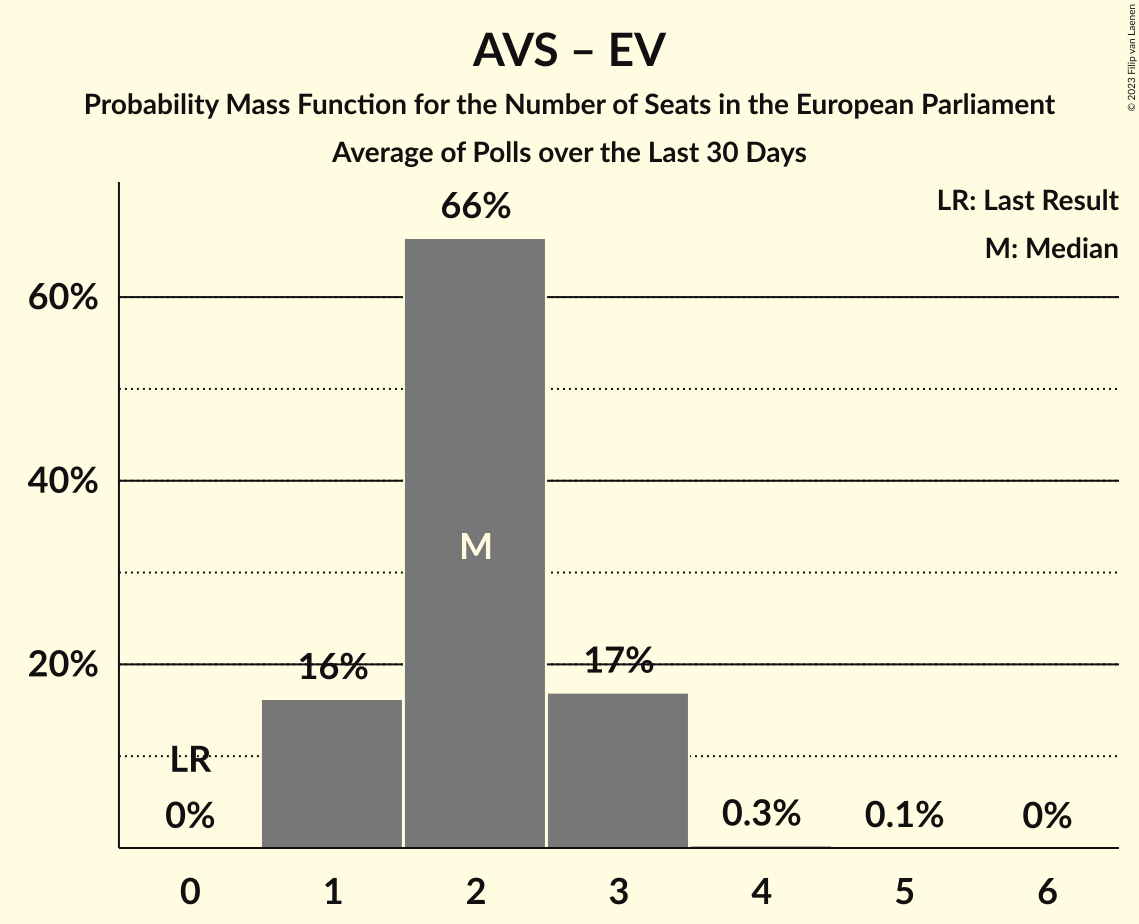 AVS – EV
Probability Mass Function for the Number of Seats in the European Parliament
Average of Polls over the Last 30 Days
© 2023 Filip van Laenen
LR: Last Result
M: Median
66%
60%
40%
M
20%
16%
17%
LR
0%
0.3%
0.1%
0%
0 1 2 3 4 5 6